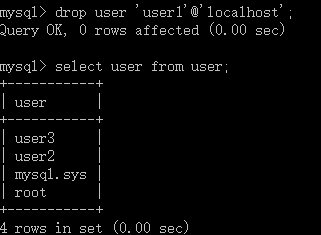 mysql> drop user 'user1'@'localhost';
Query OK, 0 rows affected (0.00 sec)
mysql> select user from user;
+-----------+
| user      |
+-----------+
| user3     |
| user2     |
| mysql.sys |
| root      |
+-----------+
4 rows in set (0.00 sec)